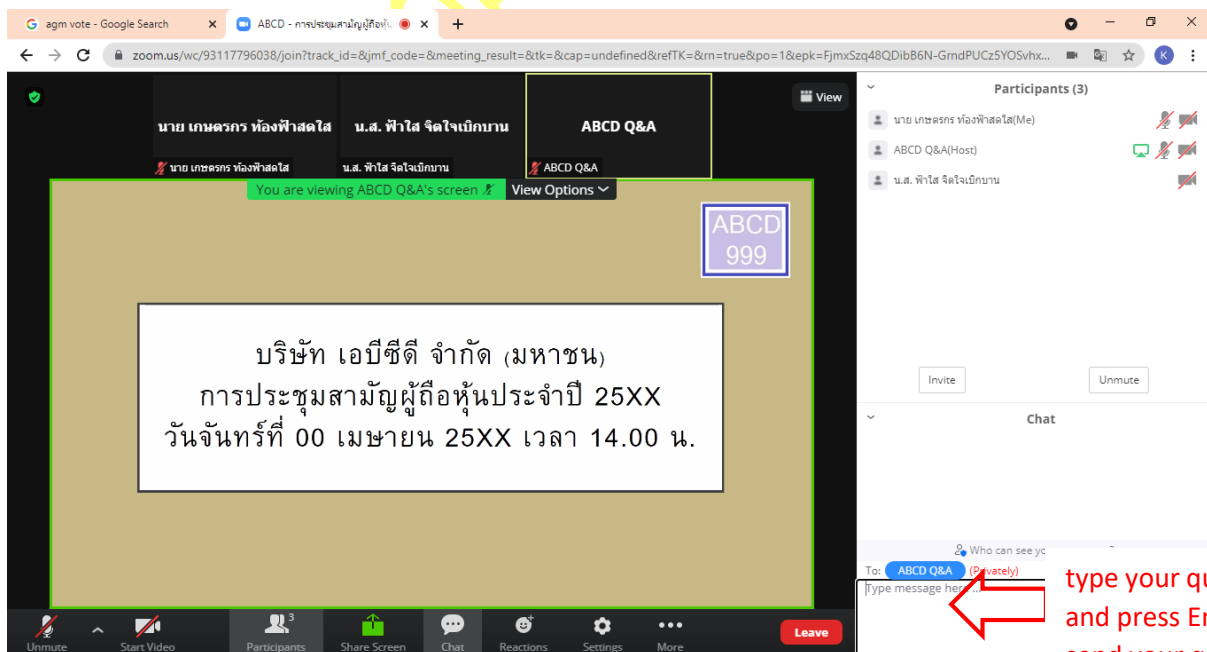 agm vote - Google Search
ABCD - การประชุมสามัญผู้ถือหุ้
zoom.us/wc/93117796038/join?track_id=&jmf_code=&meeting_result=&tk=&cap=undefined&refTK=&rn=true&po=1&epk=FjmxSzq48QDibB6N-GrndPUCz5YOSvhx...
K
View
นาย เกษตรกร ท้องฟ้าสดใส
น.ส. ฟ้าใส จิตใจเบิกบาน
ABCD Q&A
นาย เกษตรกร ท้องฟ้าสดใส
น.ส. ฟ้าใส จิตใจเบิกบาน
ABCD Q&A
You are viewing ABCD Q&A's screen
View Options
ABCD
999
บริษัท เอบีซีดี จำกัด (มหาชน)
การประชุมสามัญผู้ถือหุ้นประจำปี 25XX
วันจันทร์ที่ 00 เมษายน 25XX เวลา 14.00 น.
Unmute
Start Video
Participants
3
Share Screen
Chat
Reactions
Settings
More
Leave
Participants (3)
นาย เกษตรกร ท้องฟ้าสดใส(Me)
ABCD Q&A(Host)
น.ส. ฟ้าใส จิตใจเบิกบาน
Invite
Unmute
Chat
Who can see
To: ABCD Q&A (Privately)
Type message here ...
type your
and press
send your